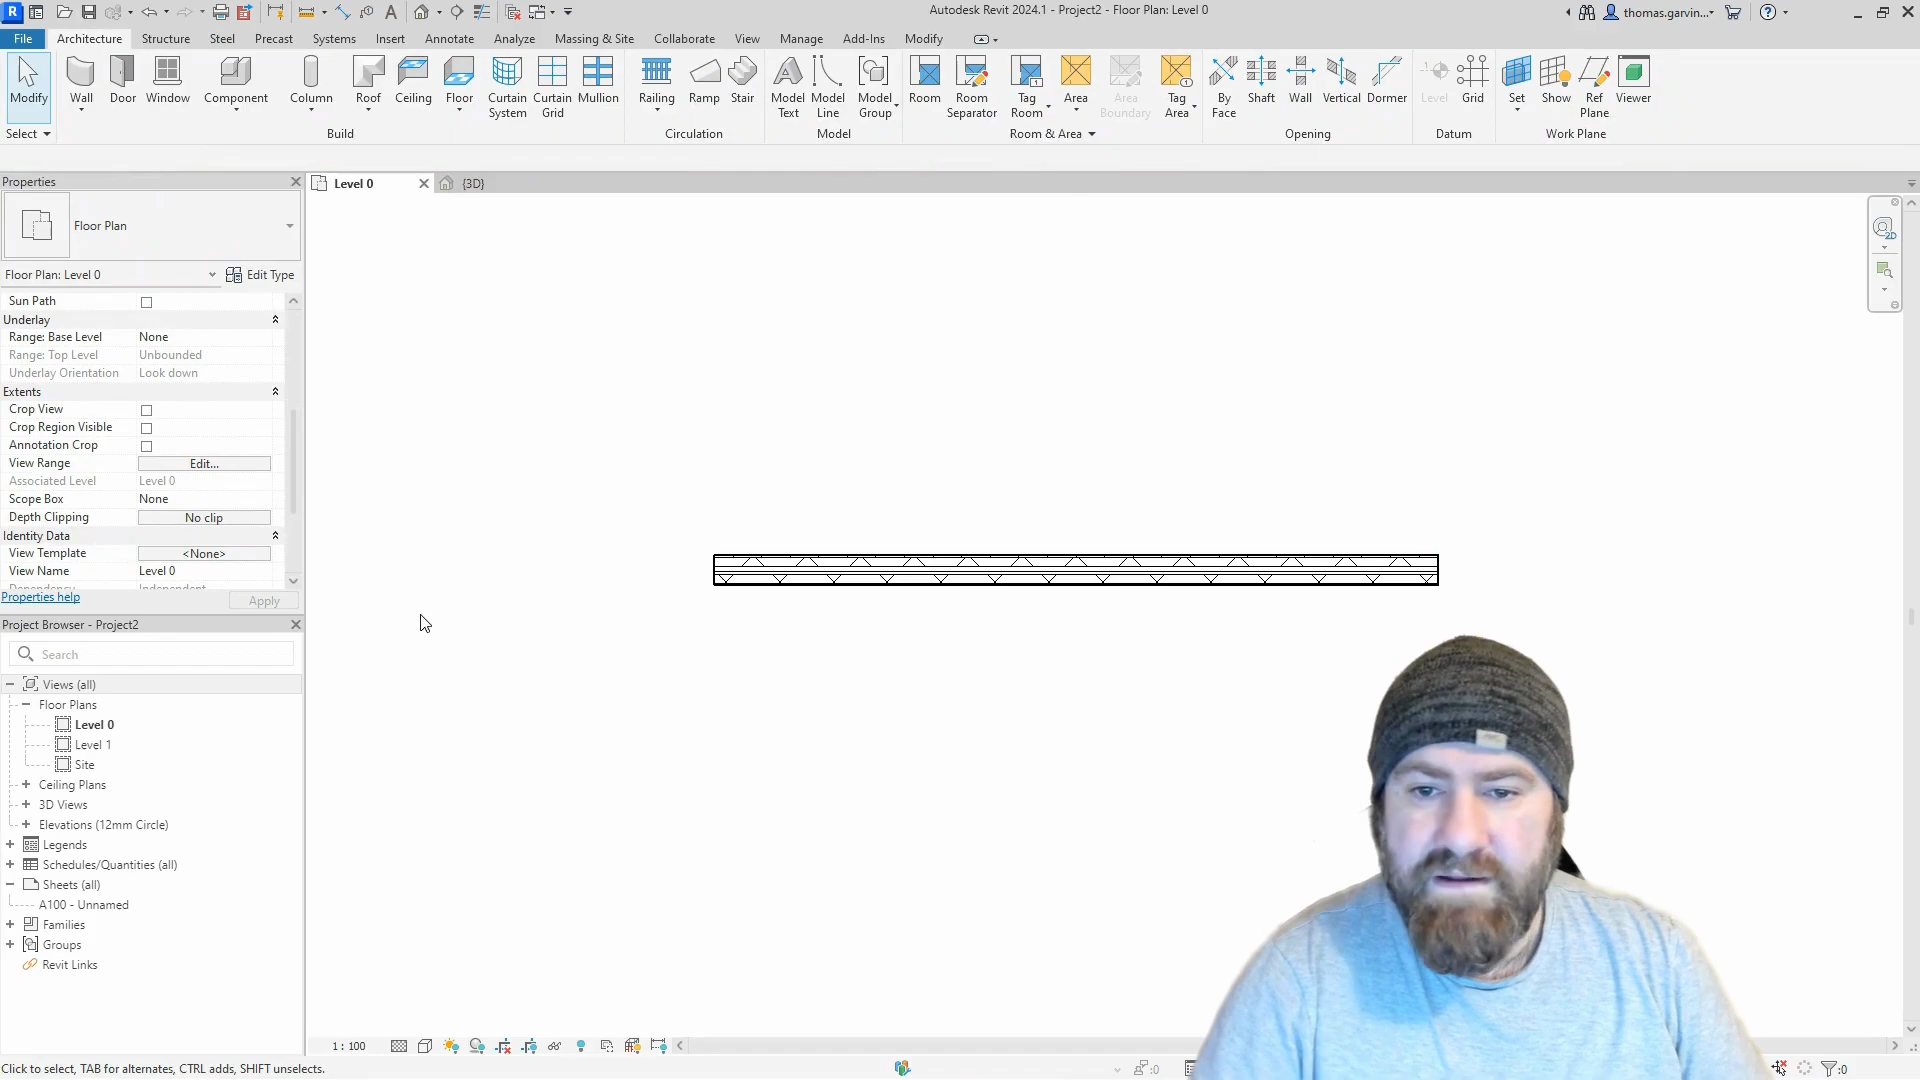 R
Autodesk Revit 2024.1 - Project2 - Floor Plan: Level 0
thomas.garvin...
File Architecture Structure Steel Precast Systems Insert Annotate Analyze Massing & Site Collaborate View Manage Add-Ins Modify
Modify Wall Door Window Component Column Roof Ceiling Floor Curtain System Curtain Grid Mullion Railing Ramp Stair Model Text Model Line Model Group Room Room Separator Tag Room Area Area Boundary Tag Area By Face Shaft Wall Vertical Dormer Level Grid Set Show Ref Plane Viewer
Select Build Circulation Model Room & Area Opening Datum Work Plane
Properties
Level 0 {3D}
Floor Plan
Floor Plan: Level 0 Edit Type
Sun Path
Underlay
Range: Base Level None
Range: Top Level Unbounded
Underlay Orientation Look down
Extents
Crop View
Crop Region Visible
Annotation Crop
View Range Edit...
Associated Level Level 0
Scope Box None
Depth Clipping No clip
Identity Data
View Template <None>
View Name Level 0
Dependency Independent
Properties help Apply
Project Browser - Project2
Search
Views (all)
Floor Plans
Level 0
Level 1
Site
Ceiling Plans
3D Views
Elevations (12mm Circle)
Legends
Schedules/Quantities (all)
Sheets (all)
A100 - Unnamed
Families
Groups
Revit Links
2D
1 : 100
Click to select, TAB for alternates, CTRL adds, SHIFT unselects.
:0
:0